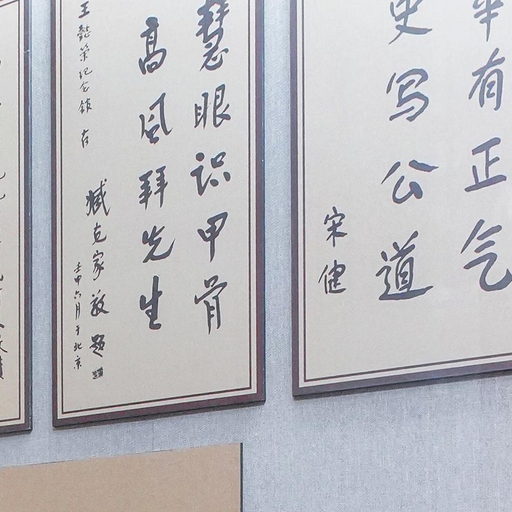 华有正气
史写公道
宋健
慧眼识甲骨
高风拜先生
王懿荣纪念馆 存
臧克家敬题
壬申六月于北京